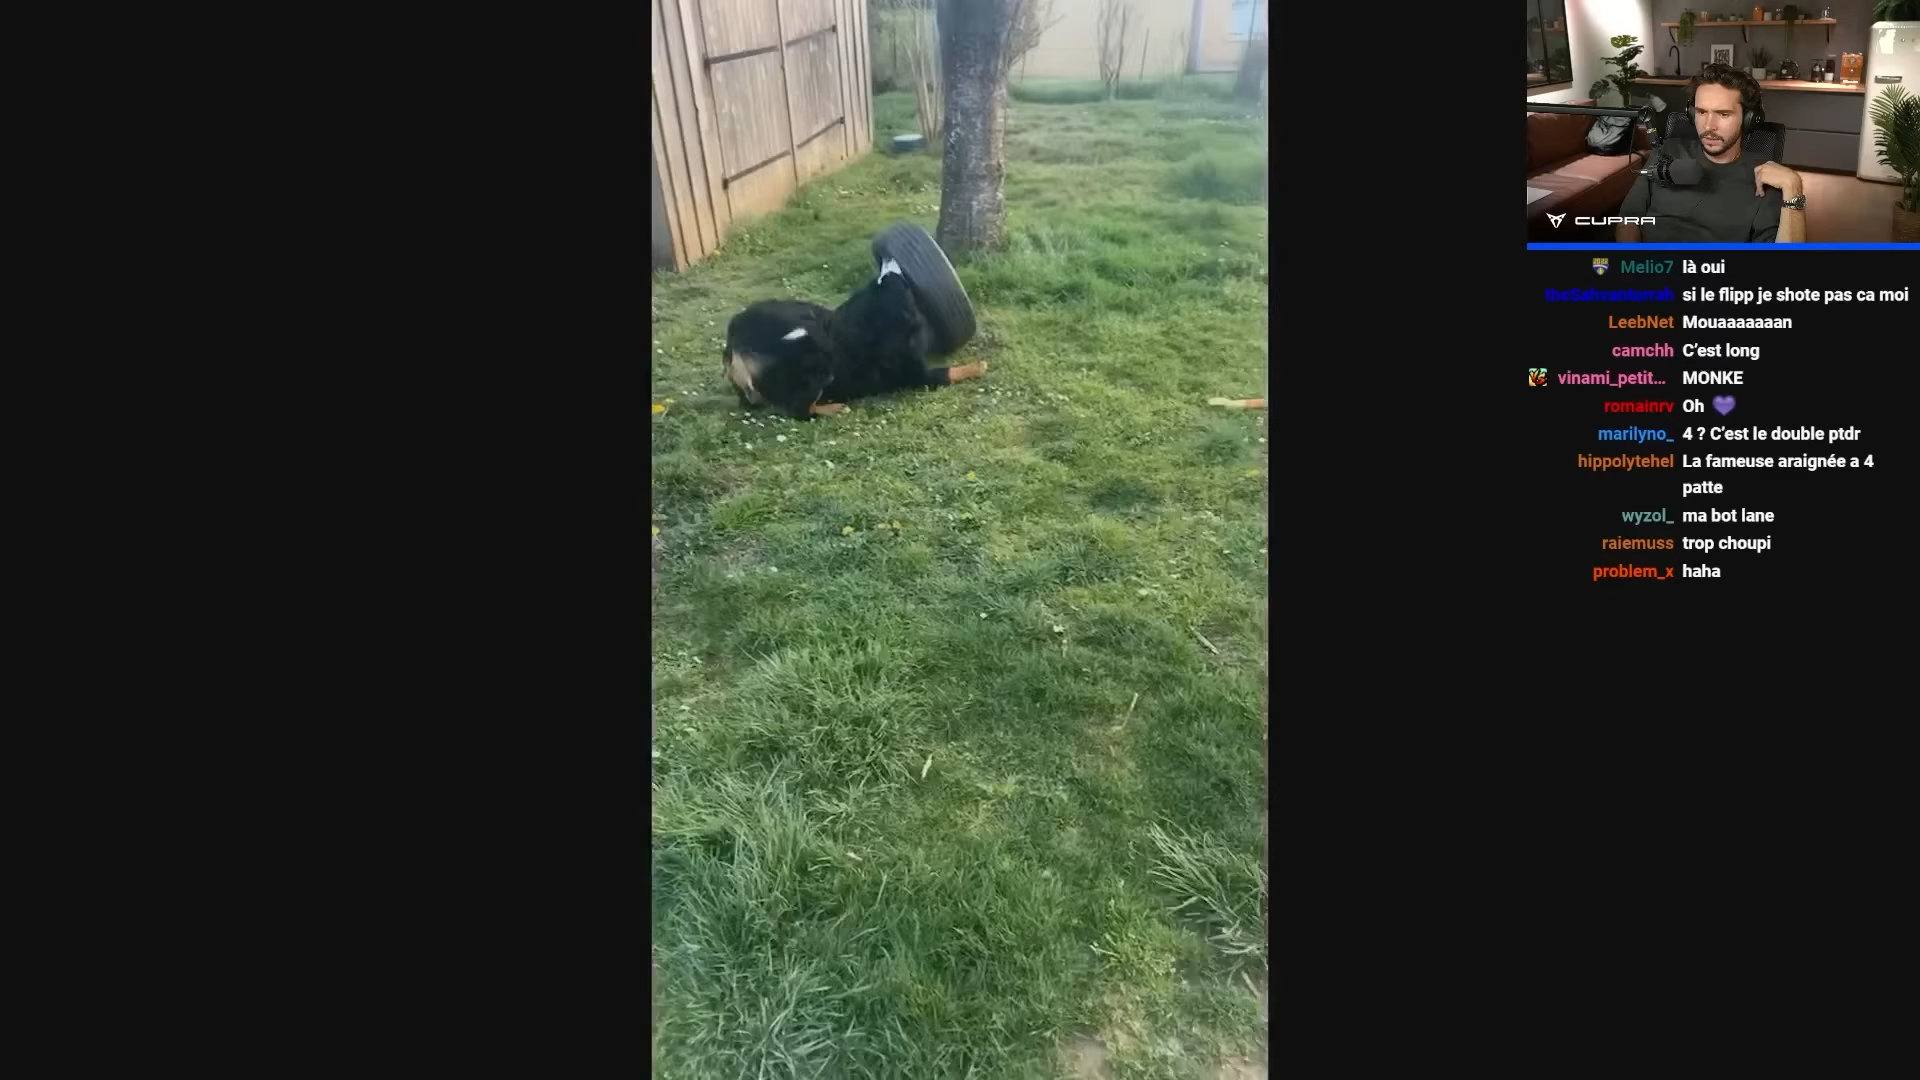 CUPRA
Melio7 là oui
theSahvanturrah si le flipp je shote pas ca moi
LeebNet Mouaaaaaaan
camchh C'est long
vinami_petit... MONKE
romainrv Oh
marilyno_ 4 ? C'est le double ptdr
hippolytehel La fameuse araignée a 4
patte
wyzol_ ma bot lane
raiemuss trop choupi
problem_x haha